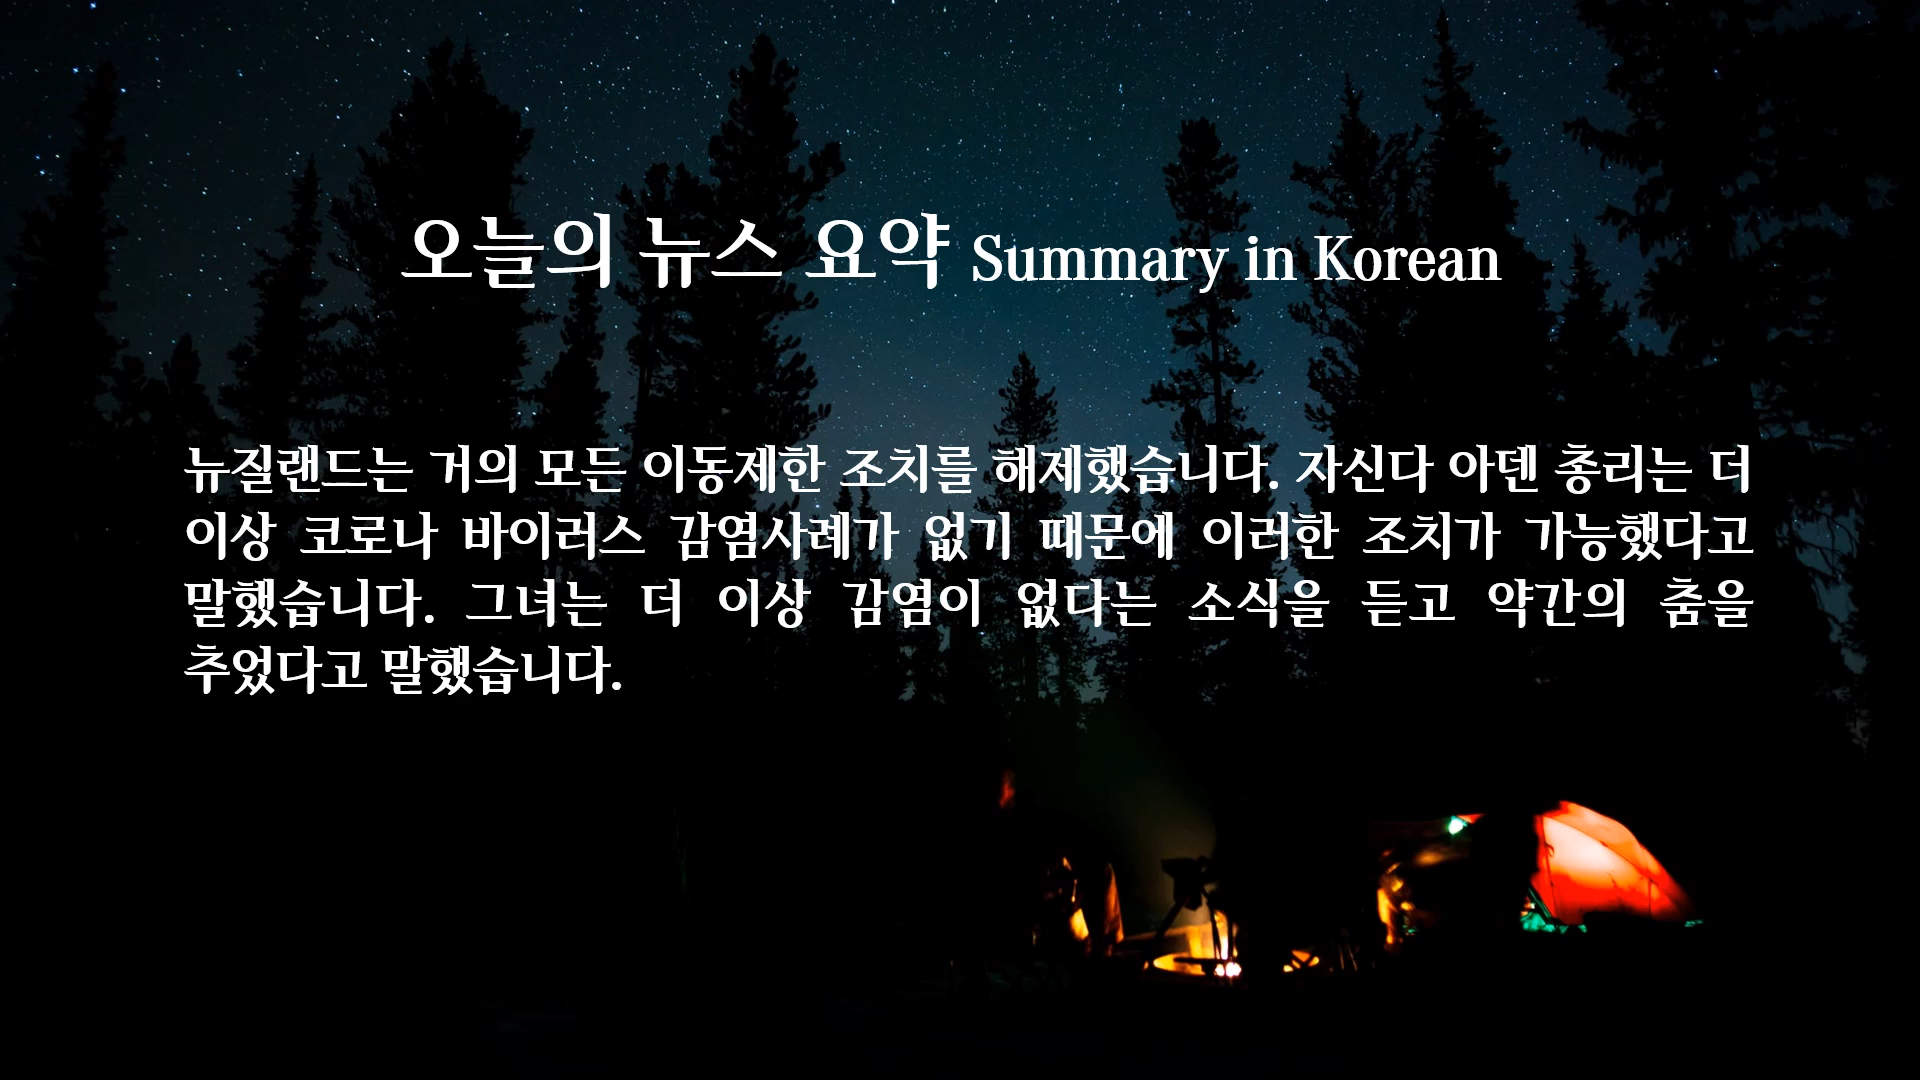 오늘의 뉴스 요약 Summary in Korean
뉴질랜드는 거의 모든 이동제한 조치를 해제했습니다. 자신다 아덴 총리는 더
이상 코로나 바이러스 감염사례가 없기 때문에 이러한 조치가 가능했다고
말했습니다. 그녀는 더 이상 감염이 없다는 소식을 듣고 약간의 춤을
추었다고 말했습니다.